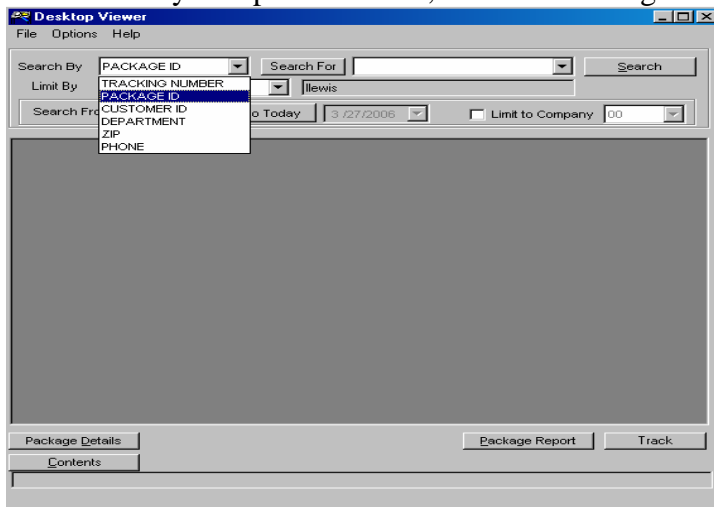 Desktop Viewer
File Options Help
Search By PACKAGE ID Search For Search
Limit By llewis
TRACKING NUMBER
PACKAGE ID
CUSTOMER ID
DEPARTMENT
ZIP
PHONE
Search Fro o Today 3 /27/2006 Limit to Company 00
Package Details Package Report Track
Contents